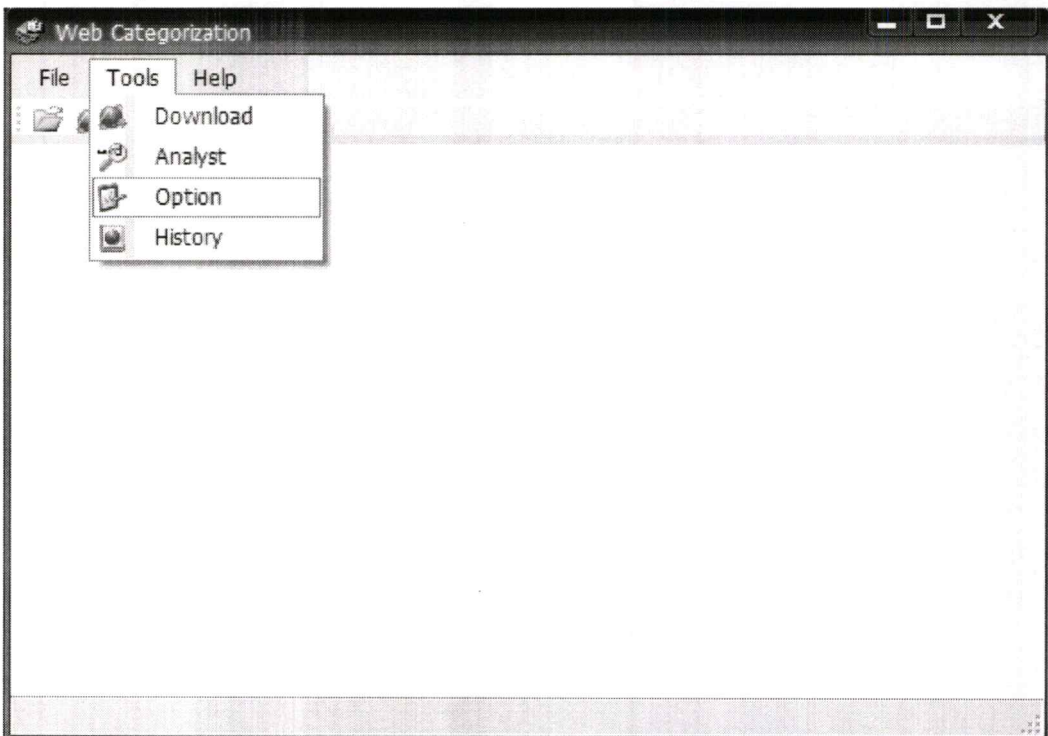 Web Categorization
File Tools Help
Download
Analyst
Option
History